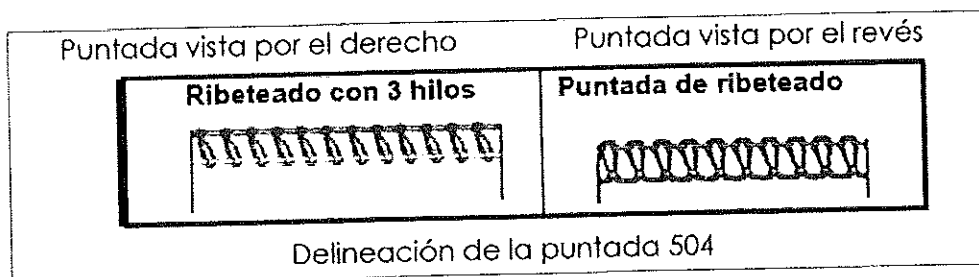 Puntada vista por el derecho Puntada vista por el revés
Ribeteado con 3 hilos Puntada de ribeteado
Delineación de la puntada 504